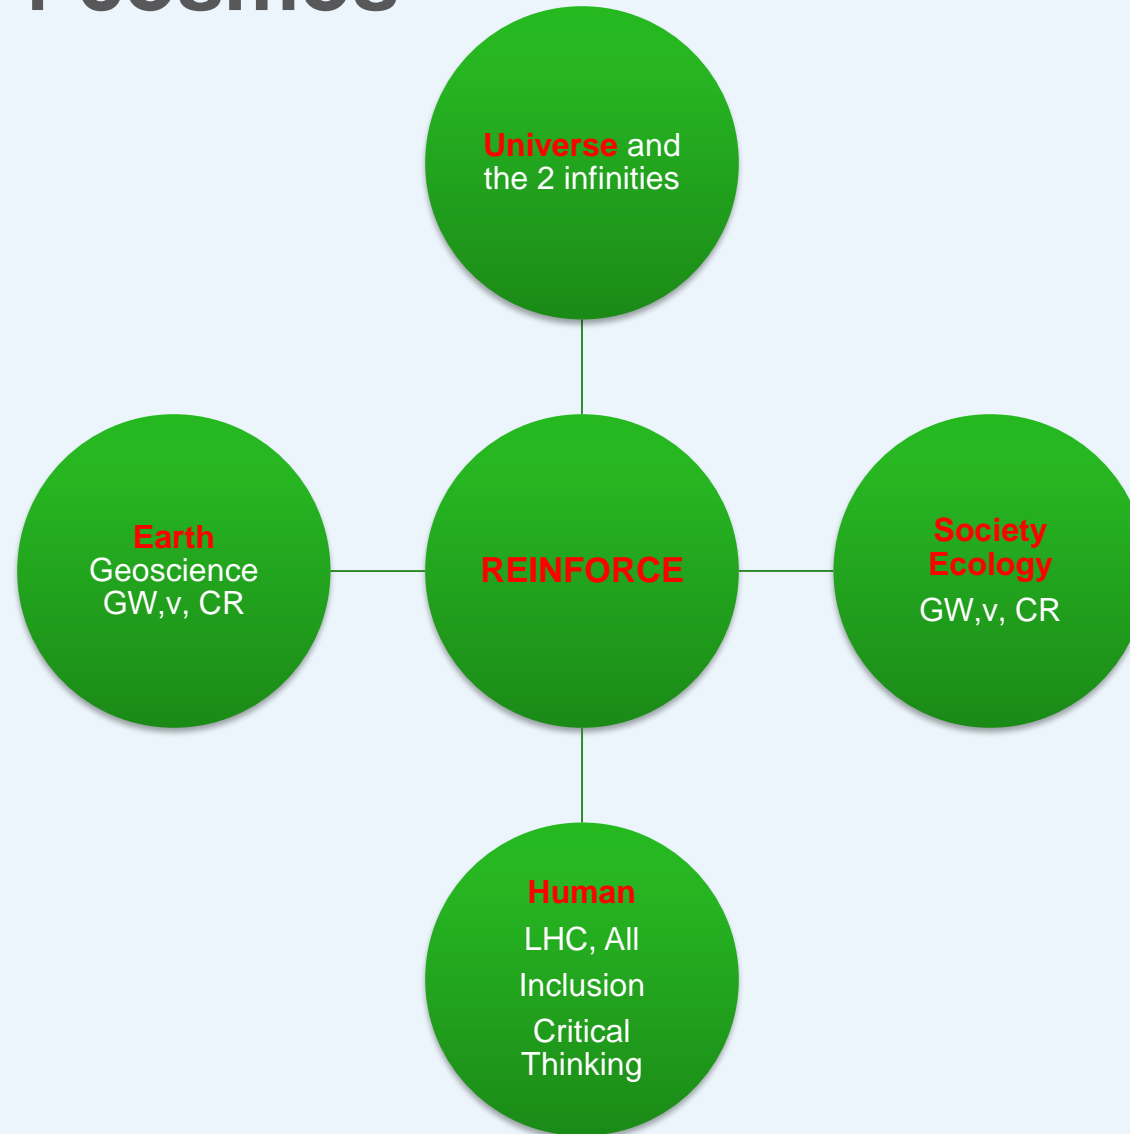 cosmos
Universe and
the 2 infinities
Earth
Geoscience
GW,ν, CR
REINFORCE
Society
Ecology
GW,ν, CR
Human
LHC, All
Inclusion
Critical
Thinking